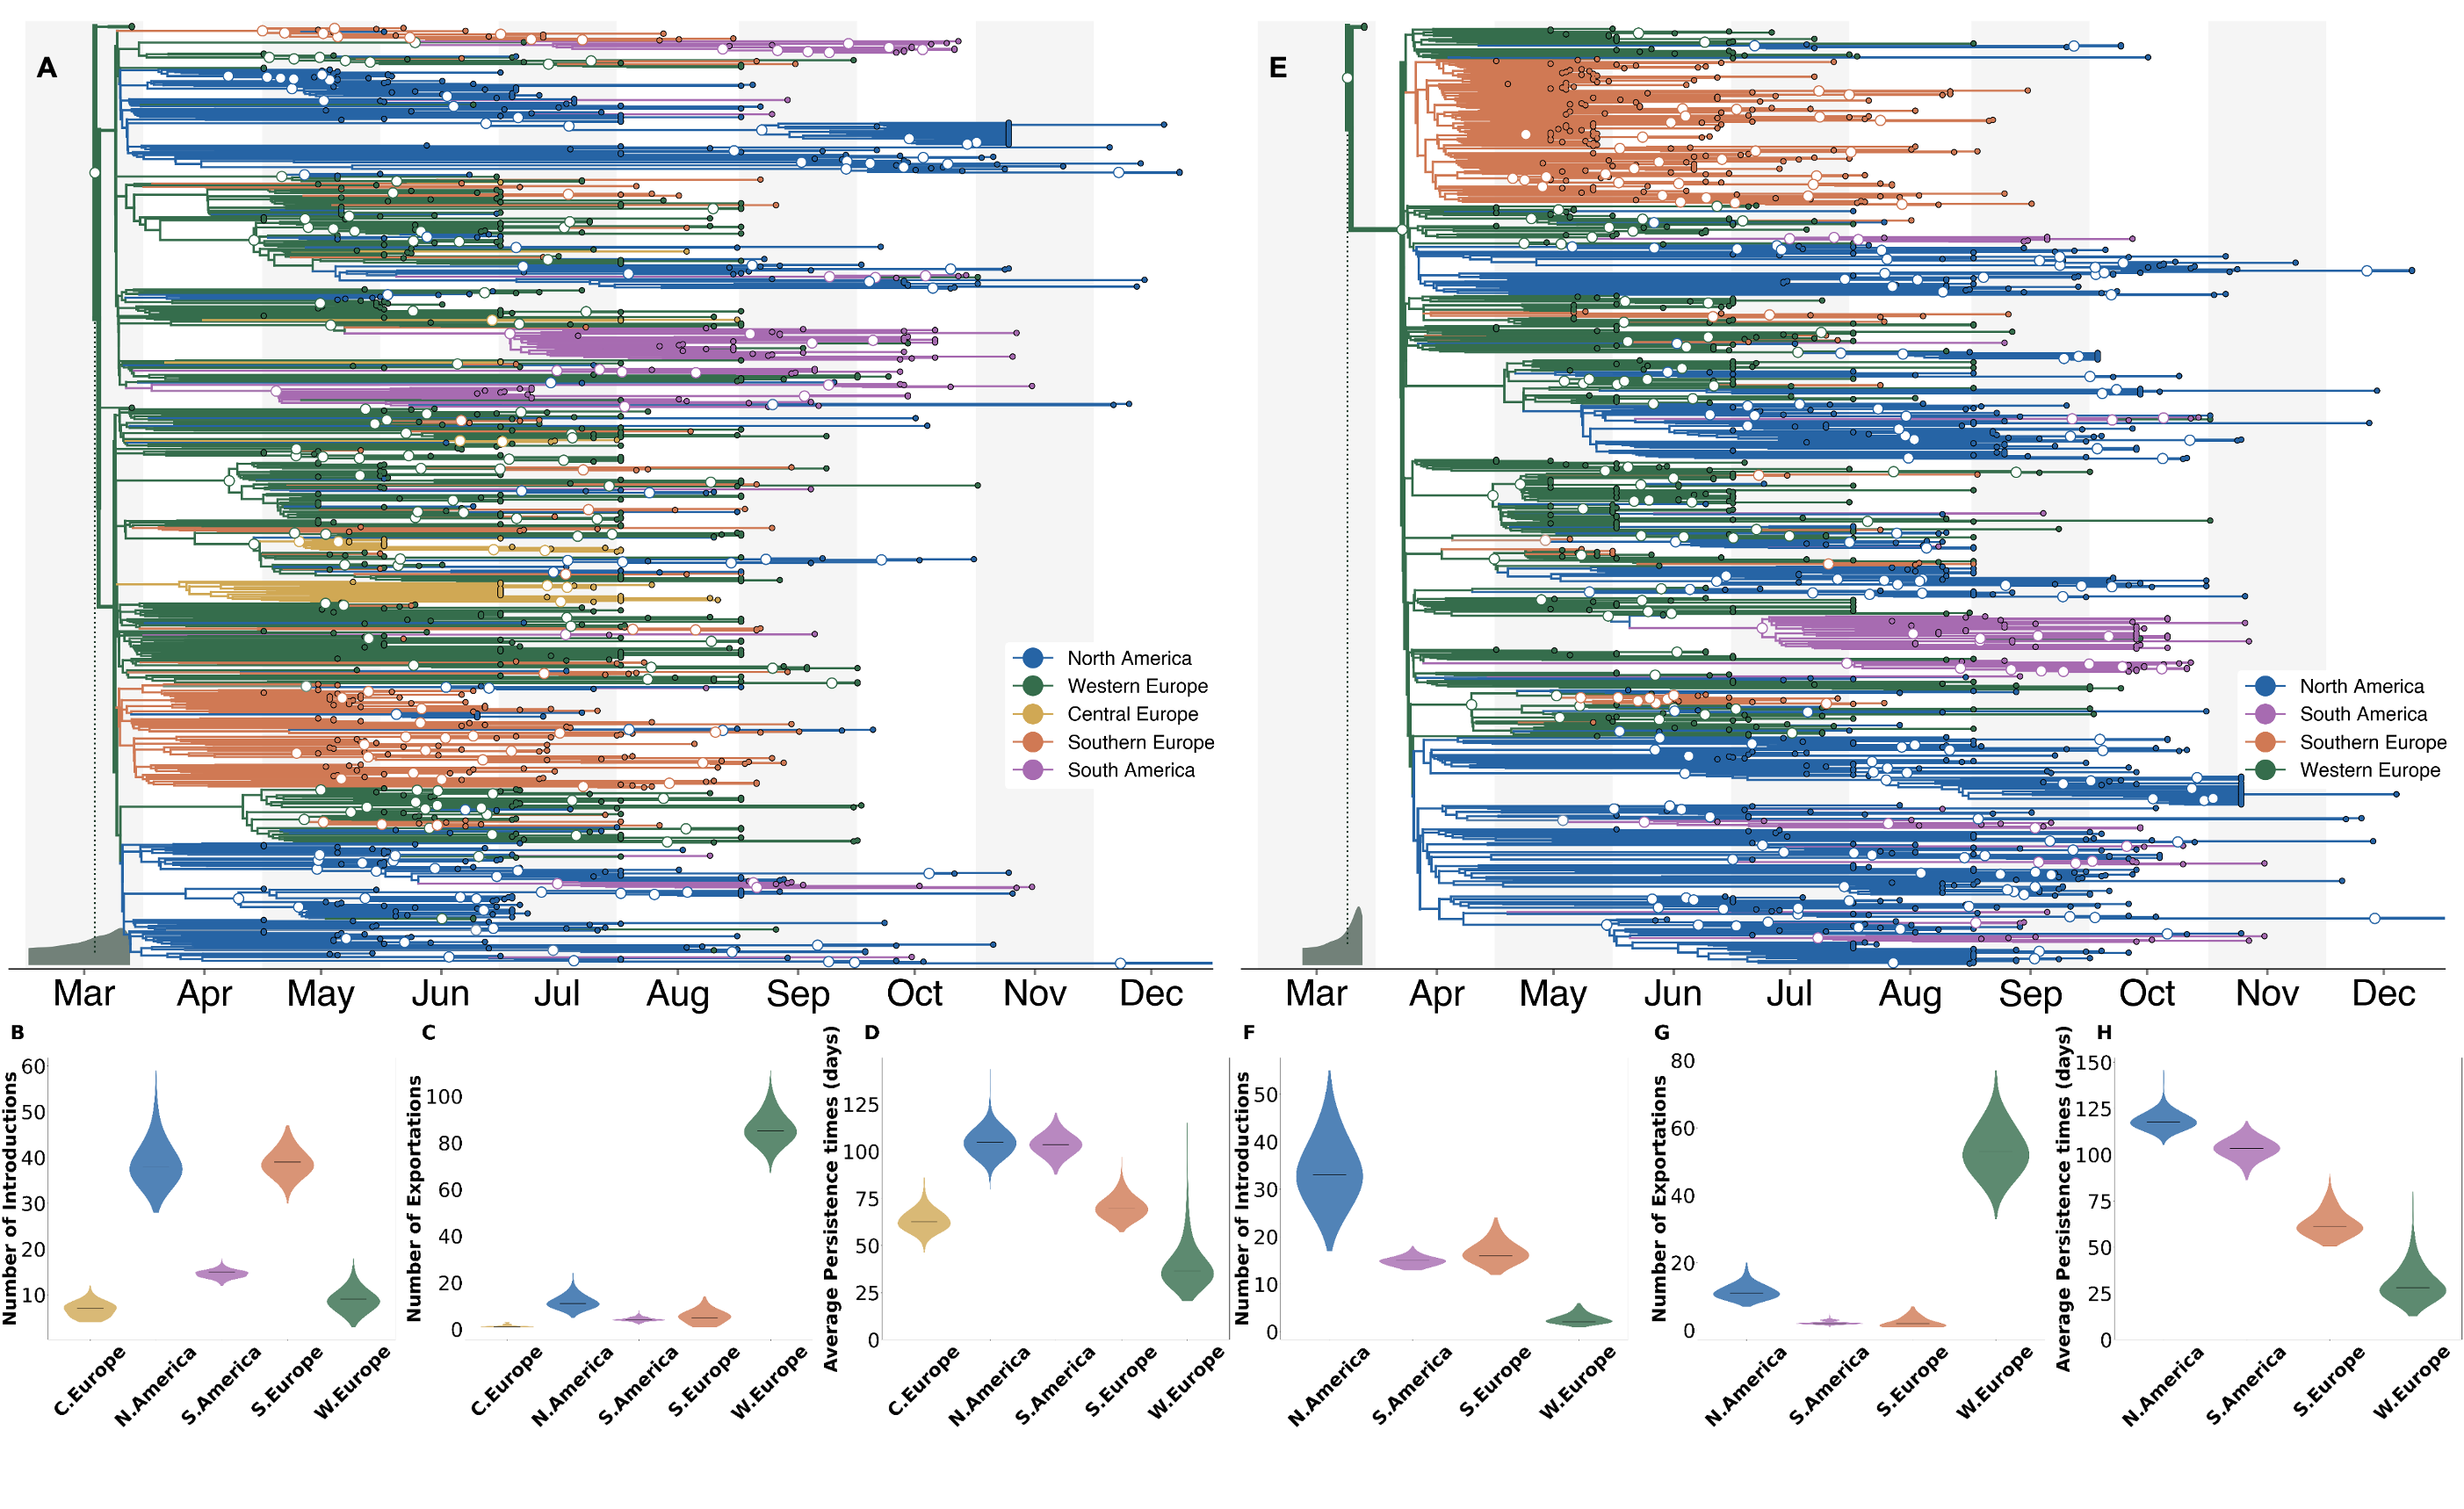 A
E
North America
Western Europe
Central Europe
Southern Europe
South America
North America
South America
Southern Europe
Western Europe
Mar Apr May Jun Jul Aug Sep Oct Nov Dec
Mar Apr May Jun Jul Aug Sep Oct Nov Dec
B
Number of Introductions
60
50
40
30
20
10
C.Europe N.America S.America S.Europe W.Europe
C
Number of Exportations
100
80
60
40
20
0
C.Europe N.America S.America S.Europe W.Europe
D
Average Persistence times (days)
125
100
75
50
25
0
C.Europe N.America S.America S.Europe W.Europe
F
Number of Introductions
50
40
30
20
10
0
N.America S.America S.Europe W.Europe
G
Number of Exportations
80
60
40
20
0
N.America S.America S.Europe W.Europe
H
Average Persistence times (days)
150
125
100
75
50
25
0
N.America S.America S.Europe W.Europe